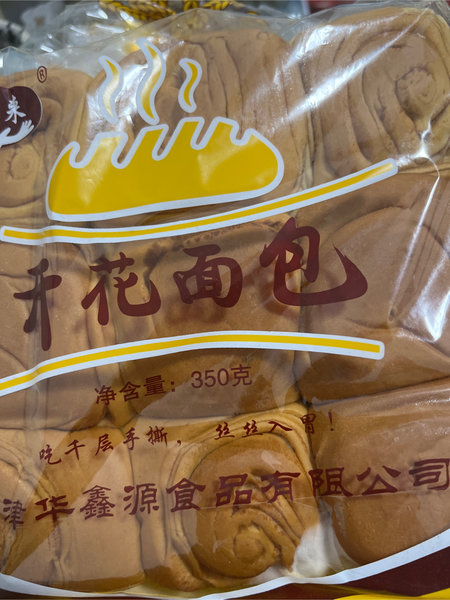 来
®
千花面包
净含量：350克
吃千层手撕，丝丝入胃！
津华鑫源食品有限公司